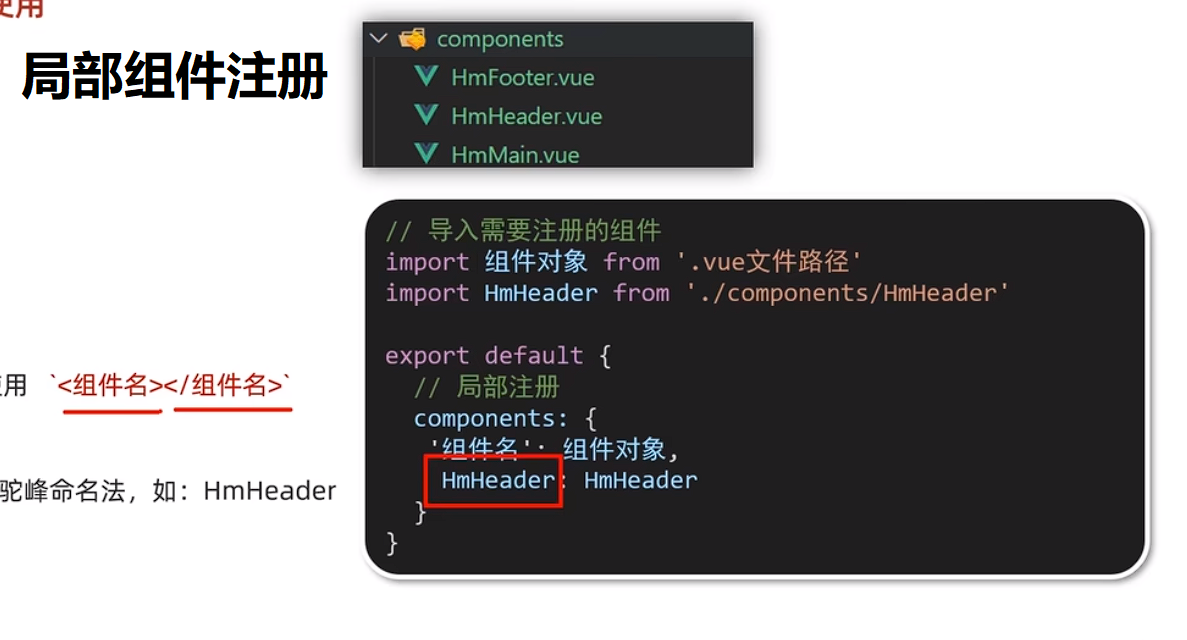 使用
局部组件注册
components
HmFooter.vue
HmHeader.vue
HmMain.vue
// 导入需要注册的组件
import 组件对象 from '.vue文件路径'
import HmHeader from './components/HmHeader'
export default {
// 局部注册
components: {
'组件名': 组件对象,
HmHeader: HmHeader
}
}
使用 `<组件名></组件名>`
驼峰命名法，如：HmHeader